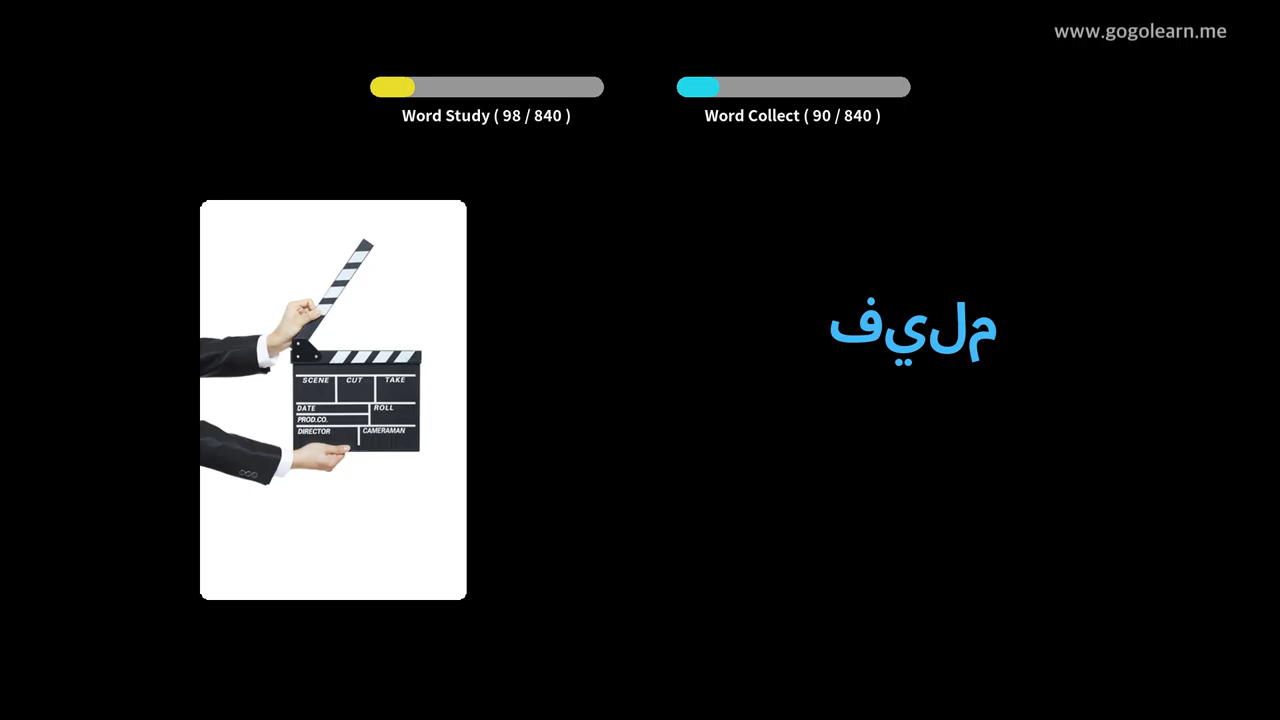 www.gogolearn.me
Word Study ( 98 / 840 )
Word Collect ( 90 / 840 )
مليف
SCENE CUT TAKE
DATE ROLL
PROD.CO.
DIRECTOR CAMERAMAN